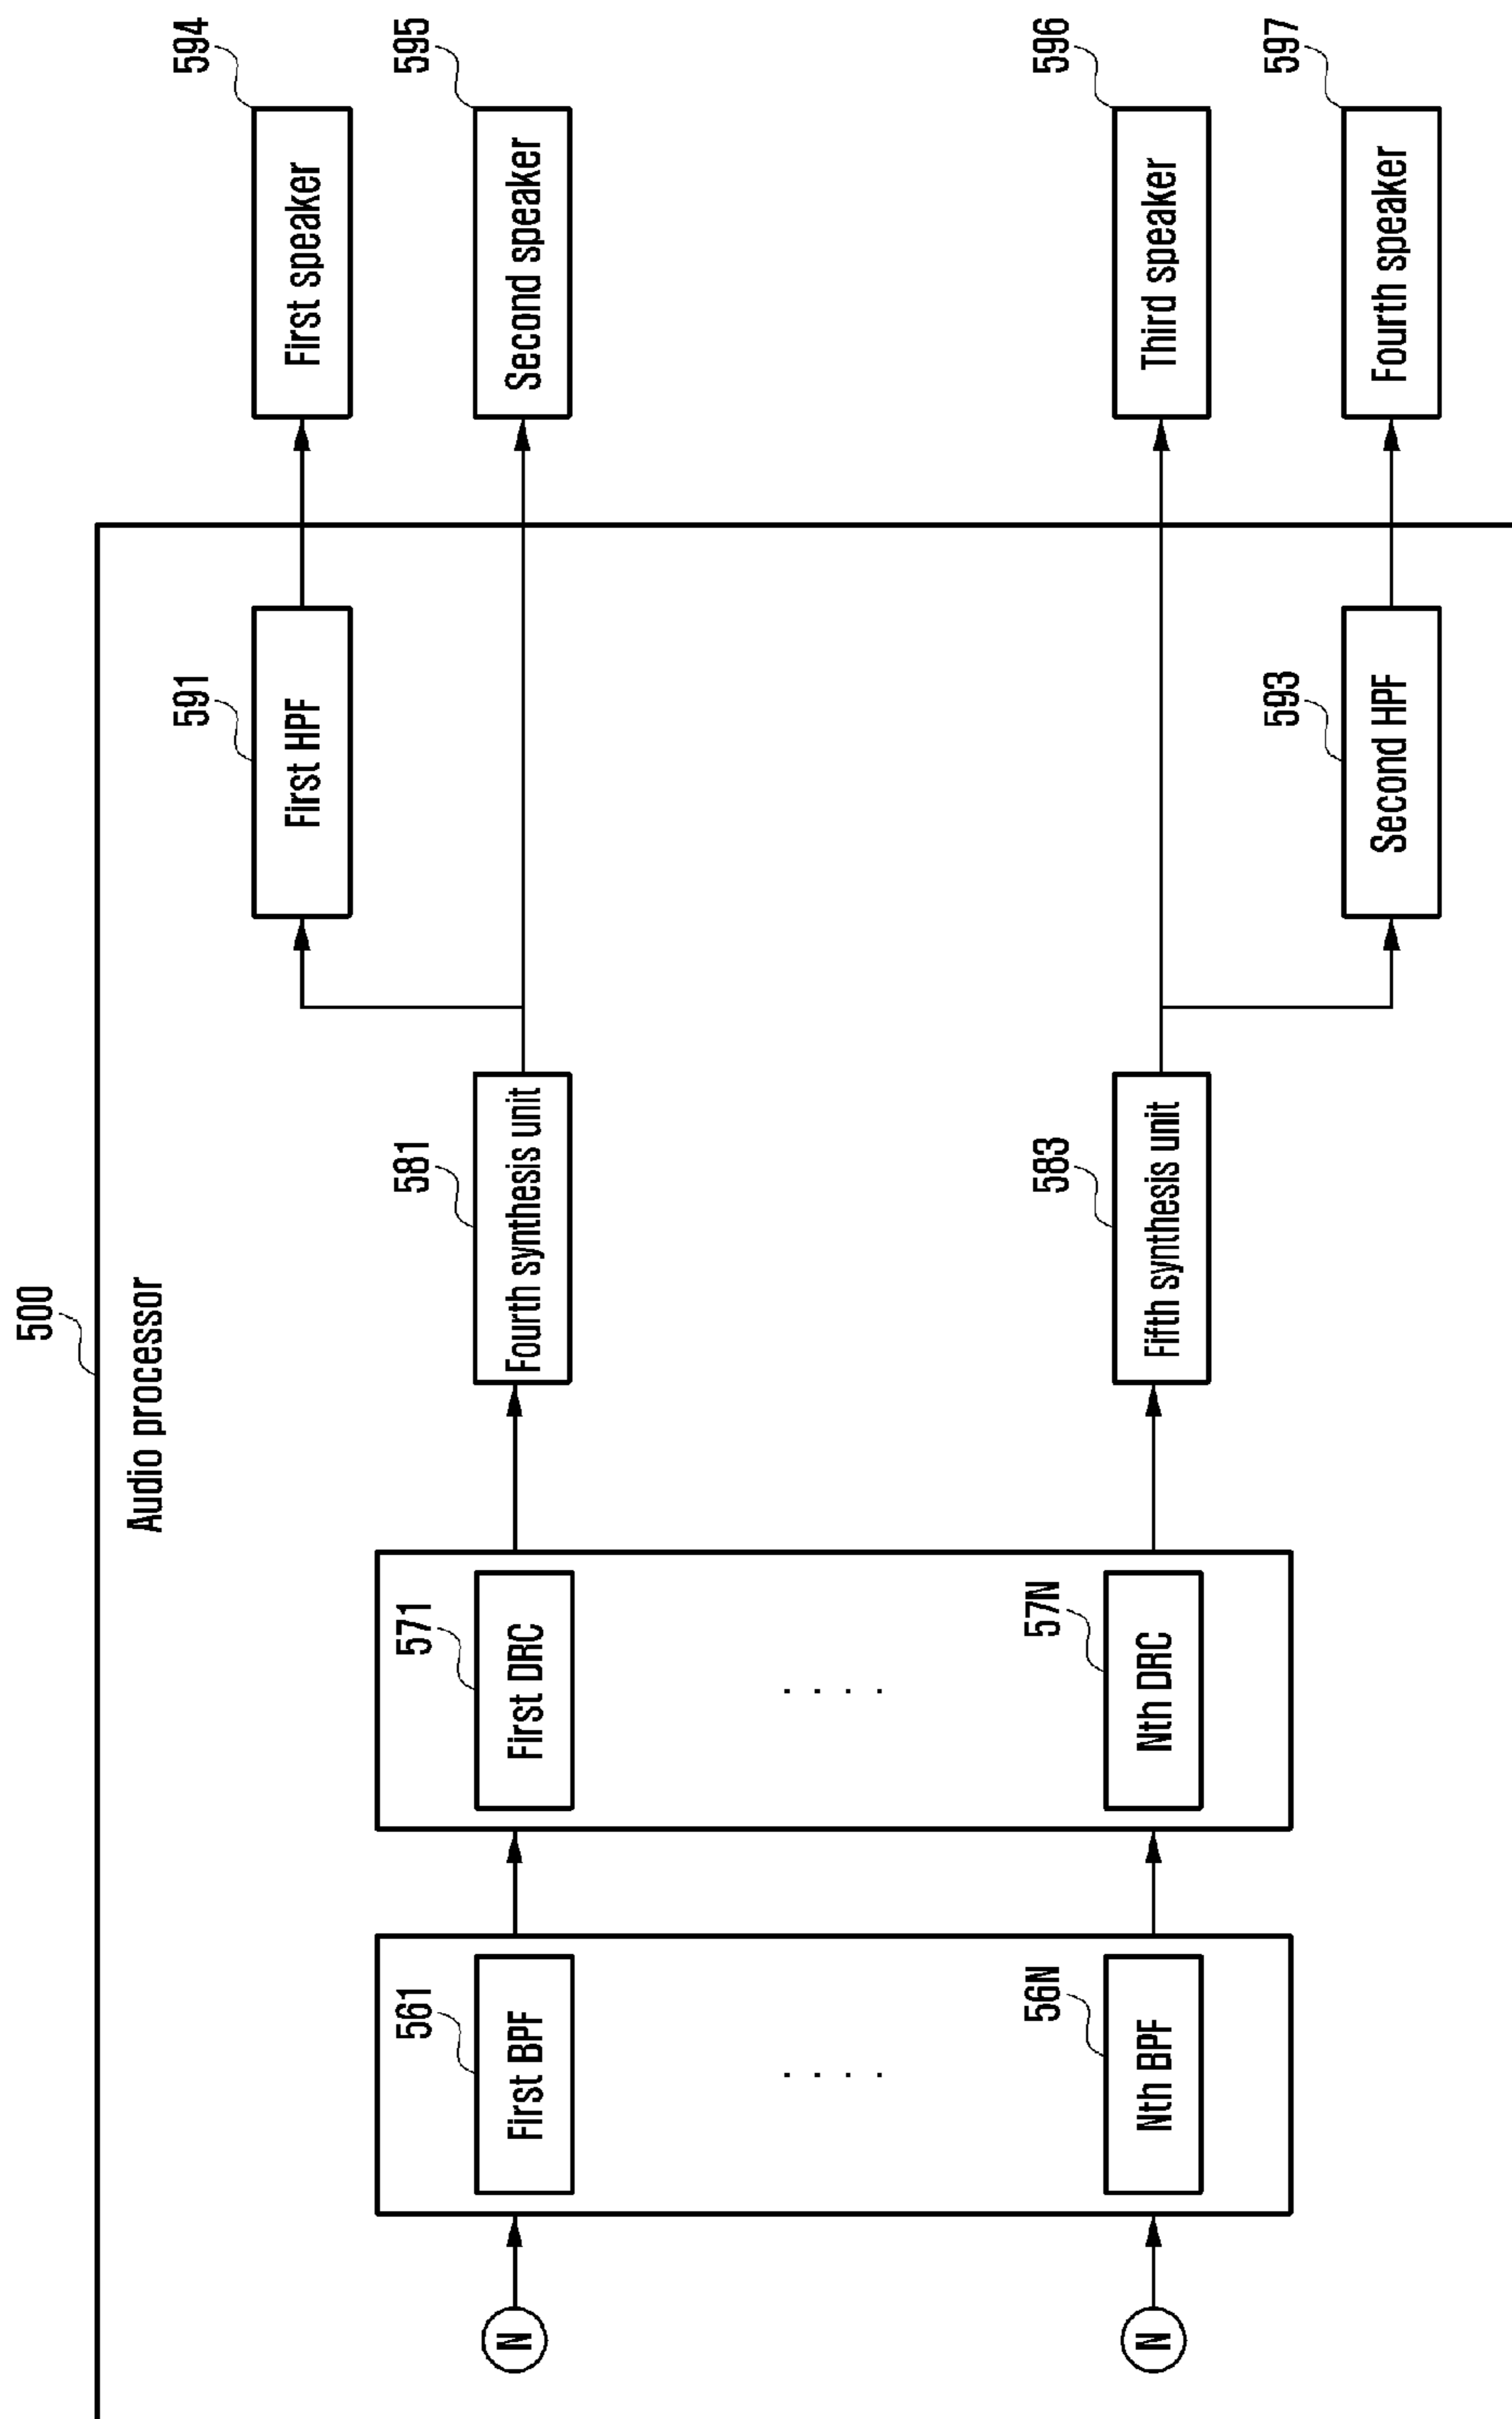 500
Audio processor
N
N
561
First BPF
. . . .
56N
Nth BPF
571
First DRC
. . . .
57N
Nth DRC
581
Fourth synthesis unit
583
Fifth synthesis unit
591
First HPF
593
Second HPF
594
First speaker
595
Second speaker
596
Third speaker
597
Fourth speaker